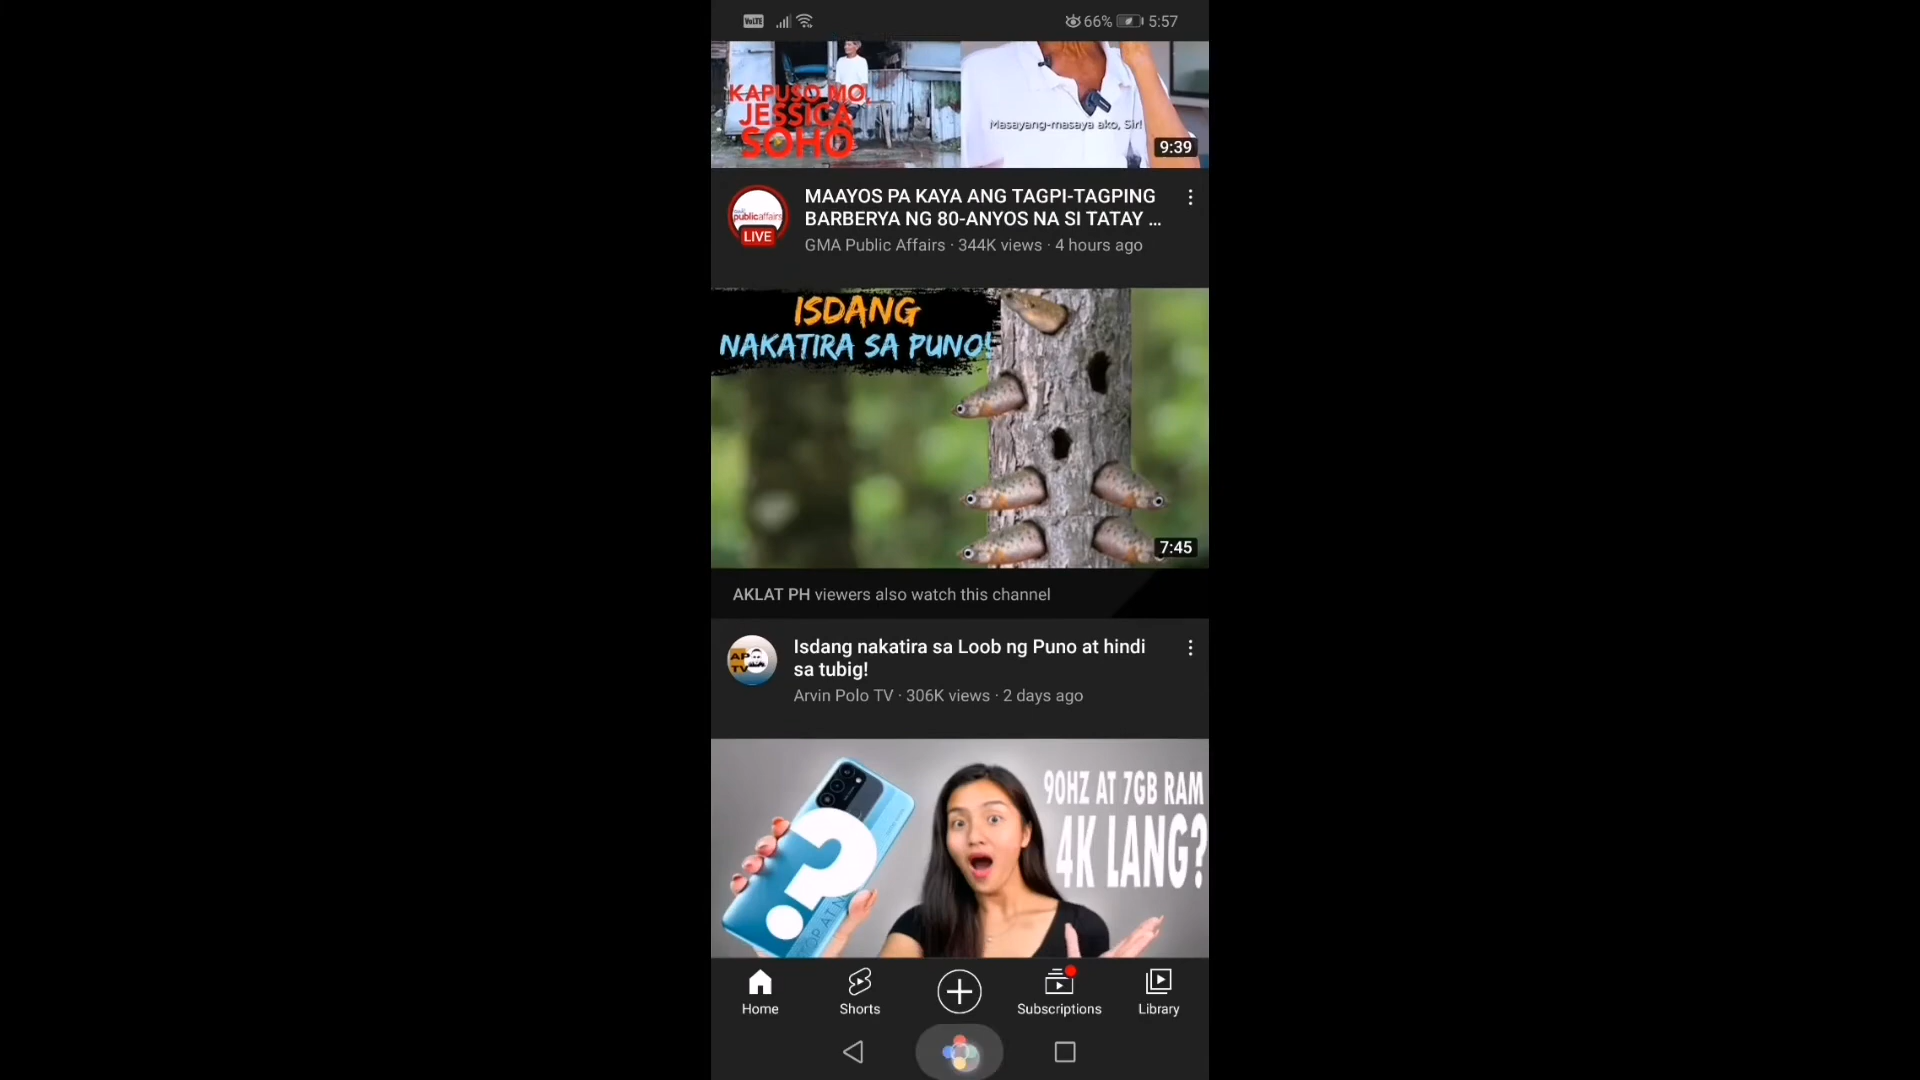 VoLTE
66% 5:57
KAPUSO MO,
JESSICA
SOHO
Masayang-masaya ako, Sir!
9:39
publicaffairs
LIVE
MAAYOS PA KAYA ANG TAGPI-TAGPING
BARBERYA NG 80-ANYOS NA SI TATAY ...
GMA Public Affairs · 344K views · 4 hours ago
ISDANG
NAKATIRA SA PUNO!
7:45
AKLAT PH viewers also watch this channel
AP
TV
Isdang nakatira sa Loob ng Puno at hindi
sa tubig!
Arvin Polo TV · 306K views · 2 days ago
90HZ AT 7GB RAM
4K LANG?
?
Home
Shorts
Subscriptions
Library